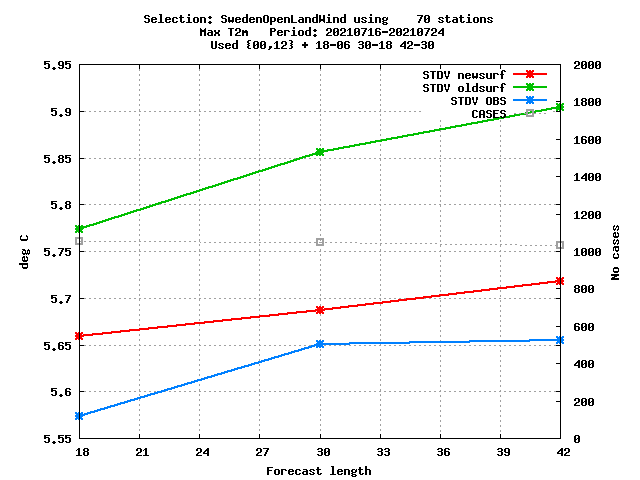 Selection: SwedenOpenLandWind using    70 stations
Max T2m   Period: 20210716-20210724
Used {00,12} + 18-06 30-18 42-30
STDV newsurf
STDV oldsurf
STDV OBS
CASES
5.95
5.9
5.85
5.8
5.75
5.7
5.65
5.6
5.55
deg C
2000
1800
1600
1400
1200
1000
800
600
400
200
0
No cases
18 21 24 27 30 33 36 39 42
Forecast length